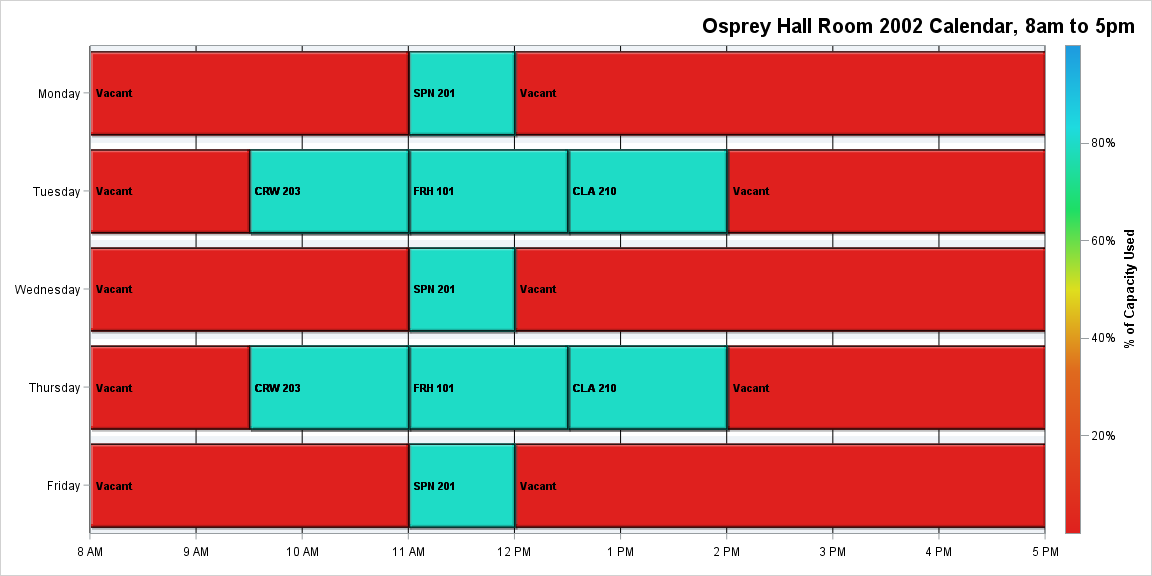 Osprey Hall Room 2002 Calendar, 8am to 5pm
Monday
Vacant
SPN 201
Vacant
Tuesday
Vacant
CRW 203
FRH 101
CLA 210
Vacant
Wednesday
Vacant
SPN 201
Vacant
Thursday
Vacant
CRW 203
FRH 101
CLA 210
Vacant
Friday
Vacant
SPN 201
Vacant
8 AM
9 AM
10 AM
11 AM
12 PM
1 PM
2 PM
3 PM
4 PM
5 PM
80%
60%
40%
20%
% of Capacity Used